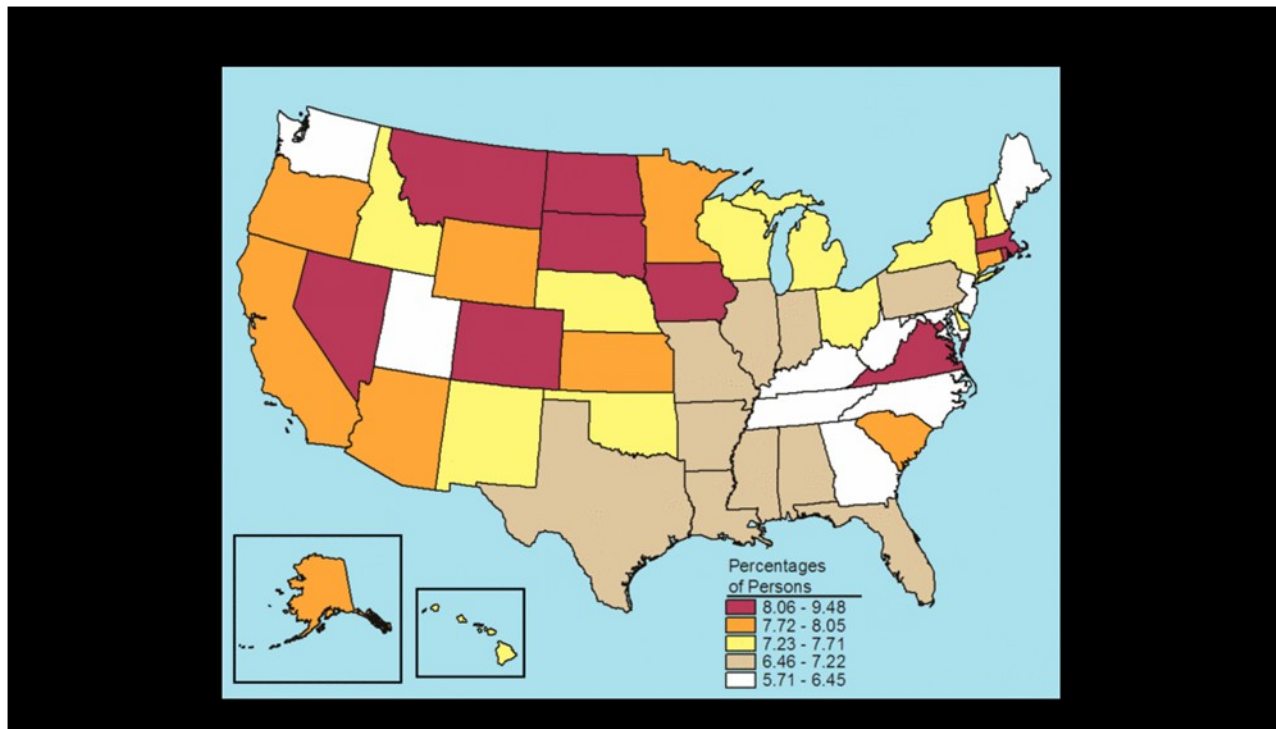 Percentages
of Persons
8.06 - 9.48
7.72 - 8.05
7.23 - 7.71
6.46 - 7.22
5.71 - 6.45